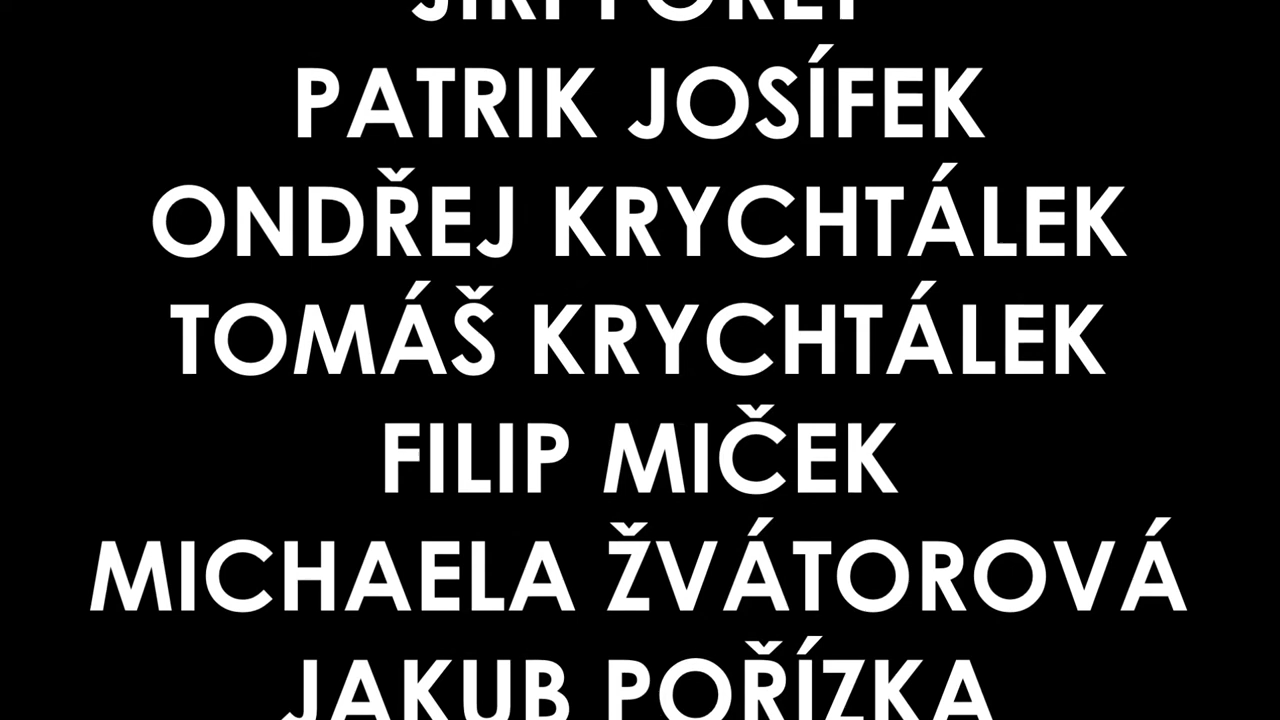 PATRIK JOSÍFEK
ONDŘEJ KRYCHTÁLEK
TOMÁŠ KRYCHTÁLEK
FILIP MIČEK
MICHAELA ŽVÁTOROVÁ
JAKUB POŘÍZKA